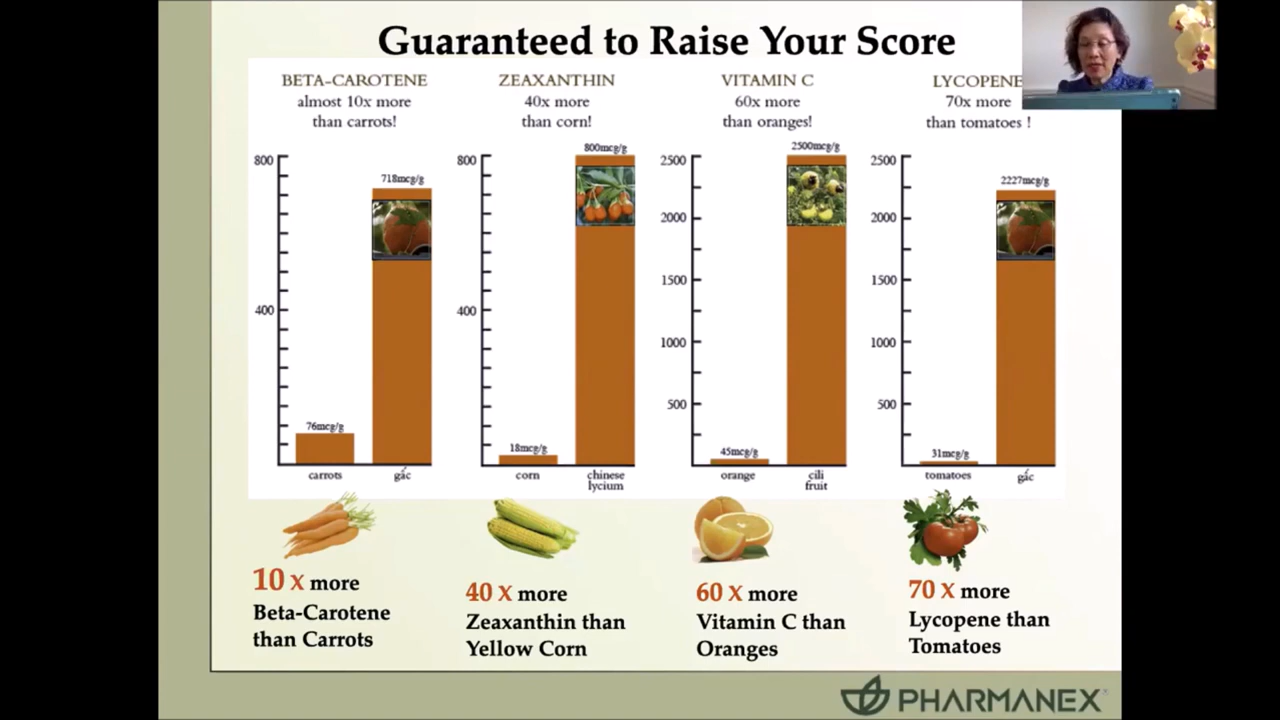 Guaranteed to Raise Your Score
BETA-CAROTENE
almost 10x more
than carrots!
800
400
718mcg/g
76mcg/g
carrots
gấc
ZEAXANTHIN
40x more
than corn!
800
400
800mcg/g
18mcg/g
corn
chinese
lycium
VITAMIN C
60x more
than oranges!
2500
2000
1500
1000
500
2500mcg/g
45mcg/g
orange
cili
fruit
LYCOPENE
70x more
than tomatoes !
2500
2000
1500
1000
500
2227mcg/g
31mcg/g
tomatoes
gấc
10 x more
Beta-Carotene
than Carrots
40 x more
Zeaxanthin than
Yellow Corn
60 x more
Vitamin C than
Oranges
70 x more
Lycopene than
Tomatoes
PHARMANEX